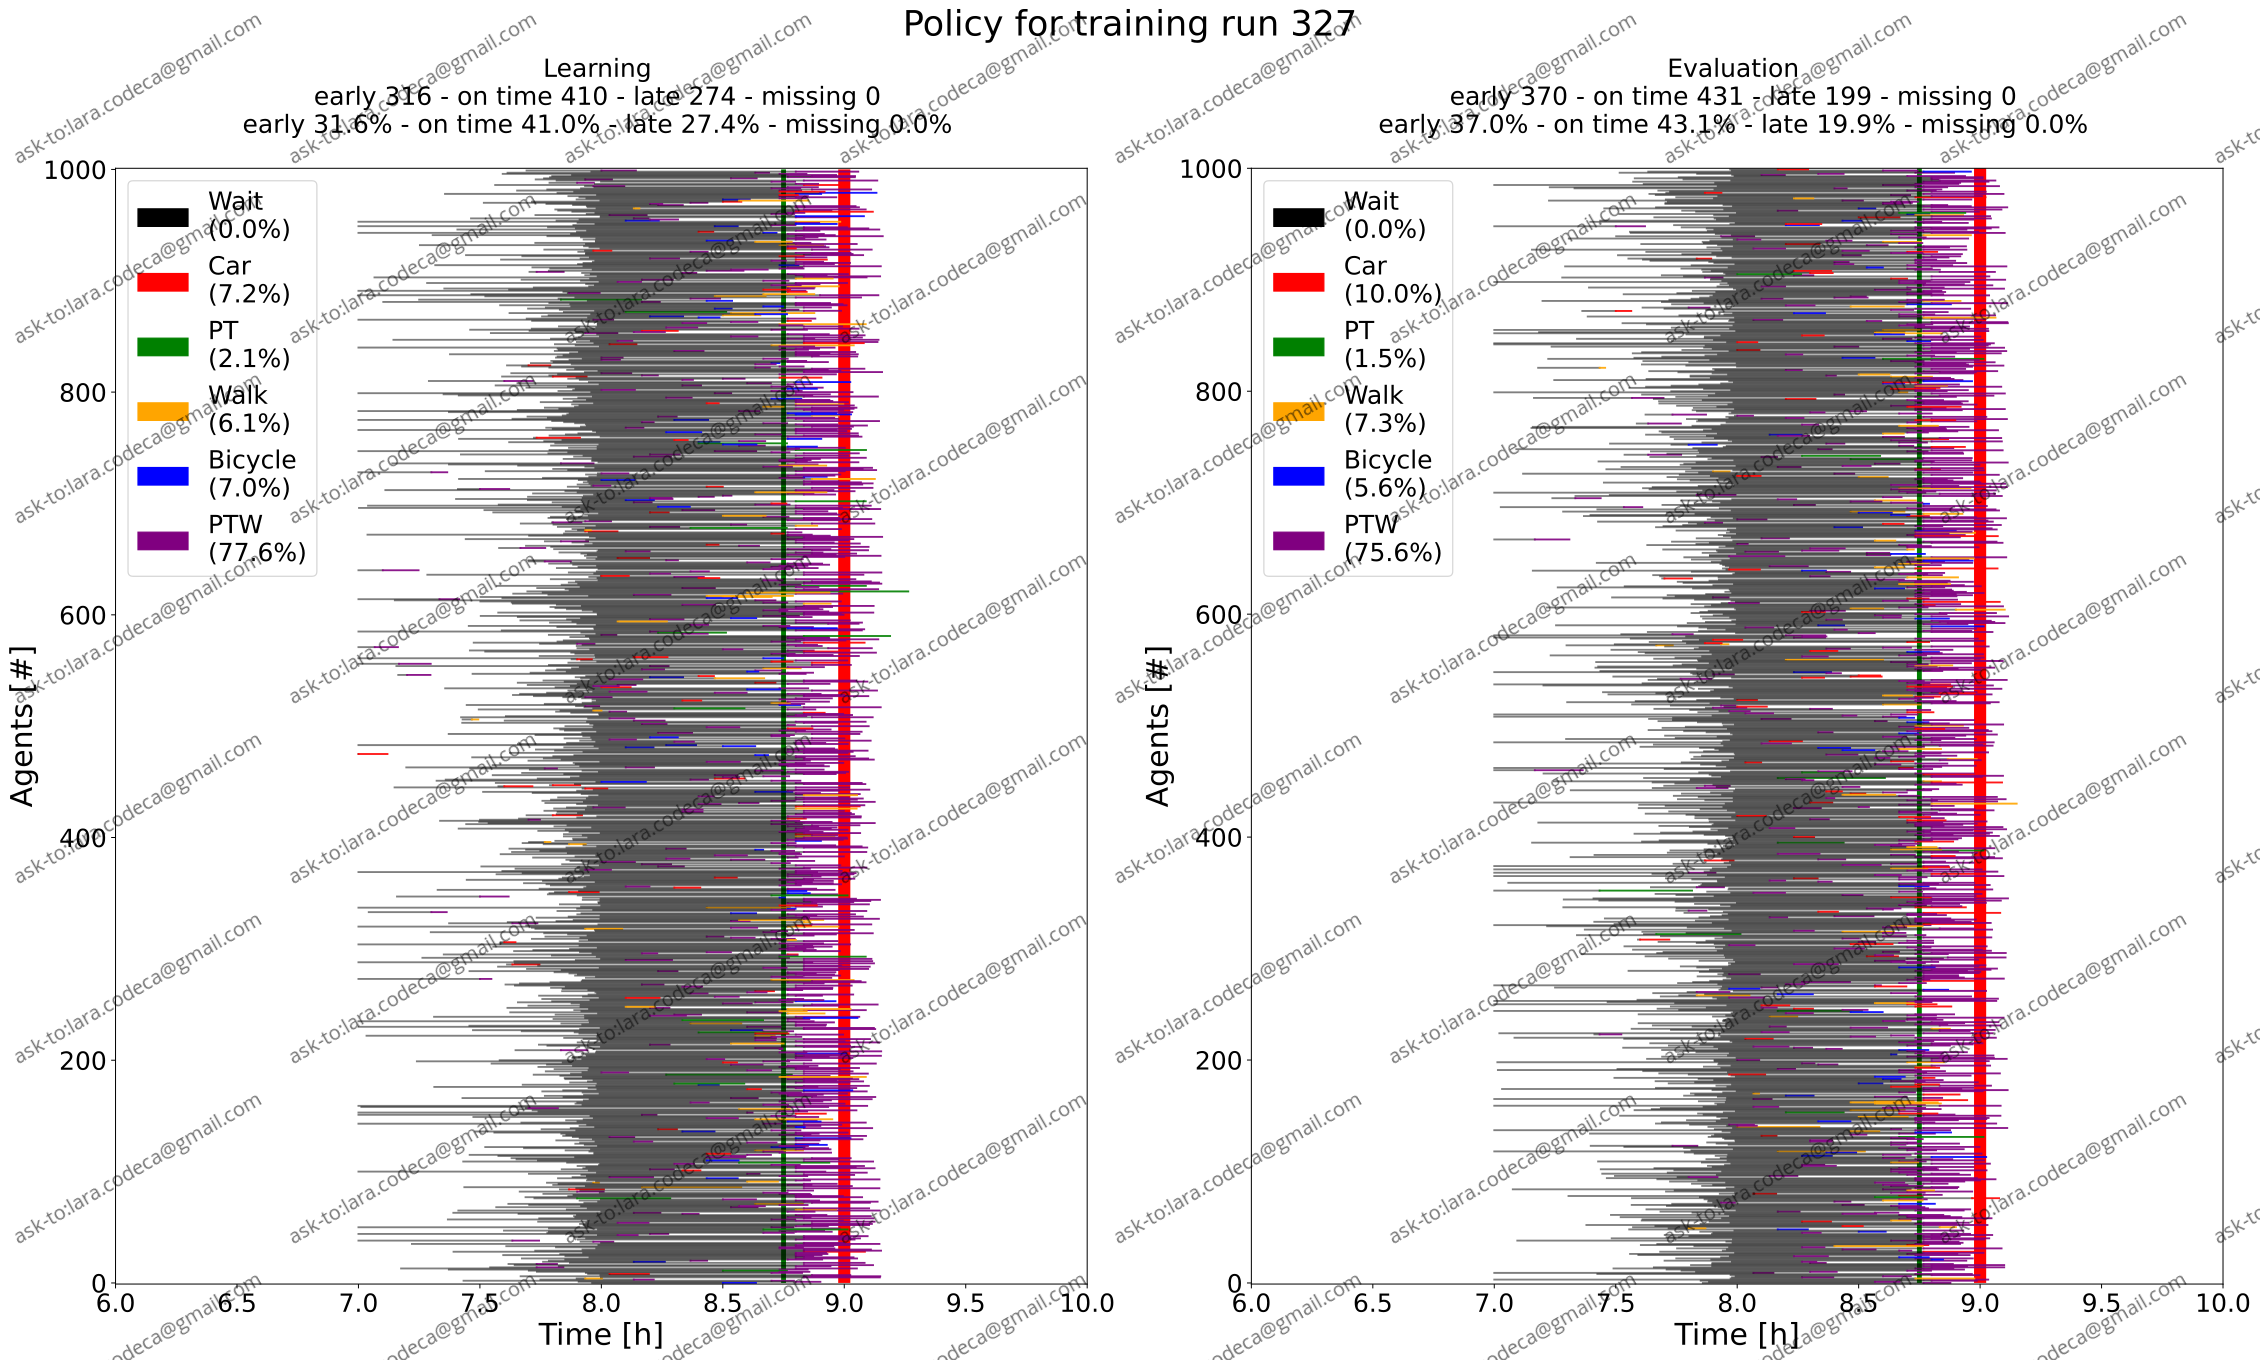 Policy for training run 327
Learning
early 316 - on time 410 - late 274 - missing 0
early 31.6% - on time 41.0% - late 27.4% - missing 0.0%
Agents [#]
1000
800
600
400
200
0
Wait
(0.0%)
Car
(7.2%)
PT
(2.1%)
Walk
(6.1%)
Bicycle
(7.0%)
PTW
(77.6%)
6.0 6.5 7.0 7.5 8.0 8.5 9.0 9.5 10.0
Time [h]
Evaluation
early 370 - on time 431 - late 199 - missing 0
early 37.0% - on time 43.1% - late 19.9% - missing 0.0%
Agents [#]
1000
800
600
400
200
0
Wait
(0.0%)
Car
(10.0%)
PT
(1.5%)
Walk
(7.3%)
Bicycle
(5.6%)
PTW
(75.6%)
6.0 6.5 7.0 7.5 8.0 8.5 9.0 9.5 10.0
Time [h]
ask-to:lara.codeca@gmail.com